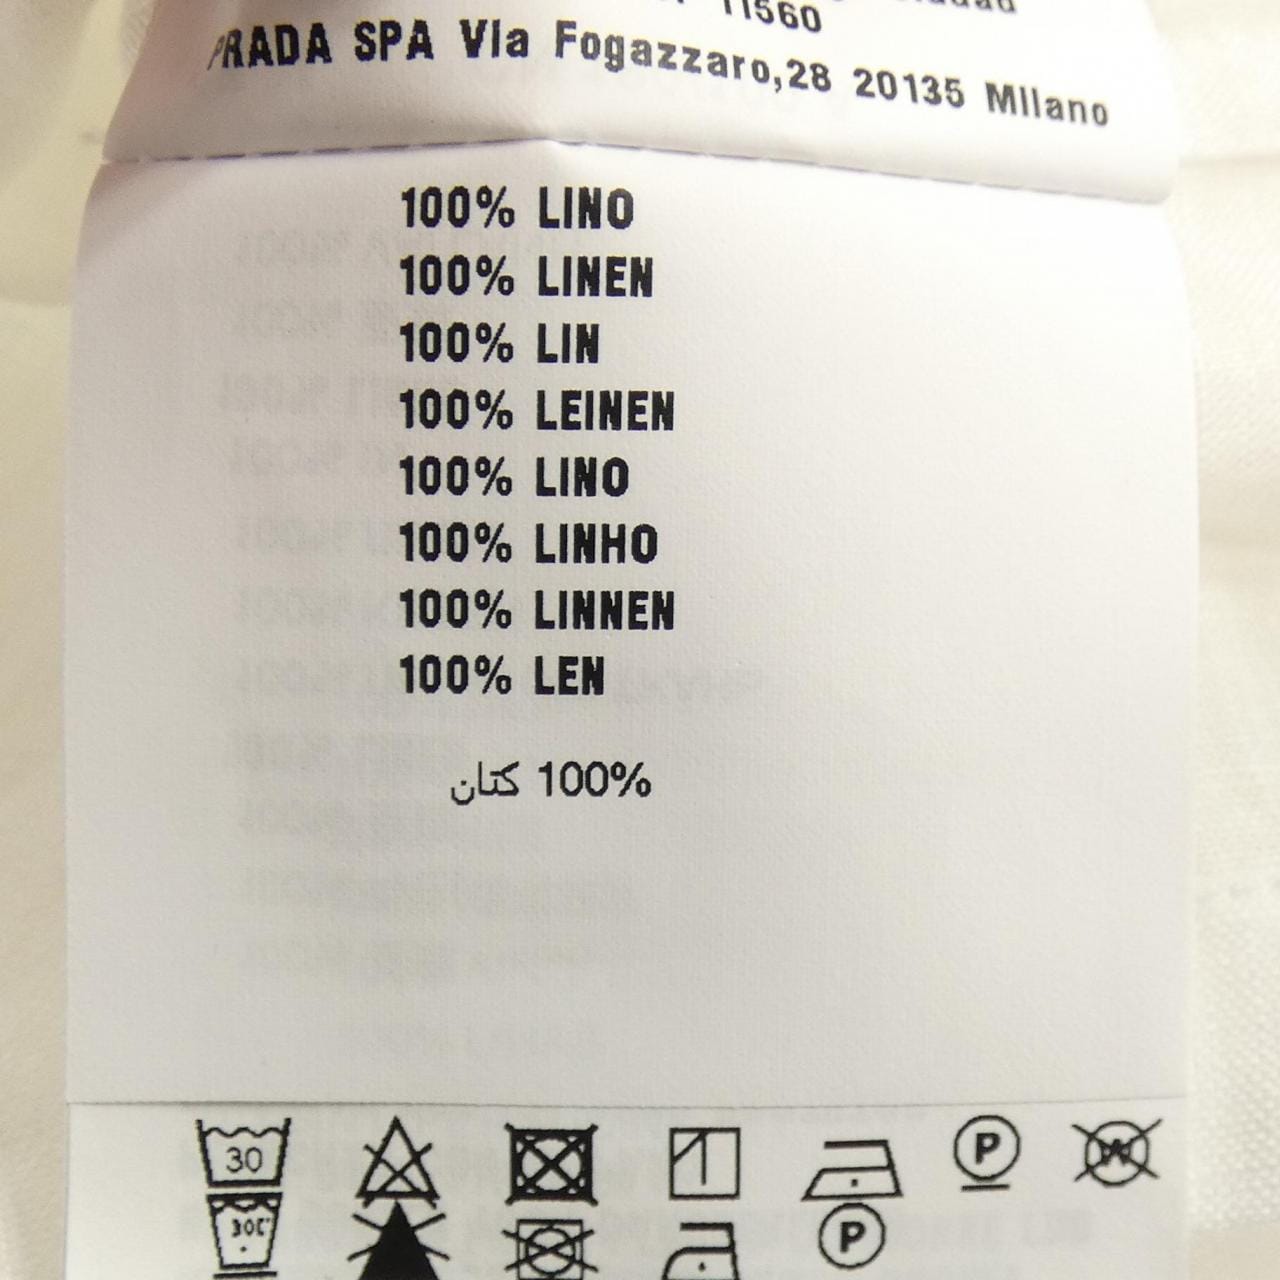 11560
PRADA SPA Via Fogazzaro,28 20135 Milano
100% LINO
100% LINEN
100% LIN
100% LEINEN
100% LINO
100% LINHO
100% LINNEN
100% LEN
100% كتان
30 P W
30C P